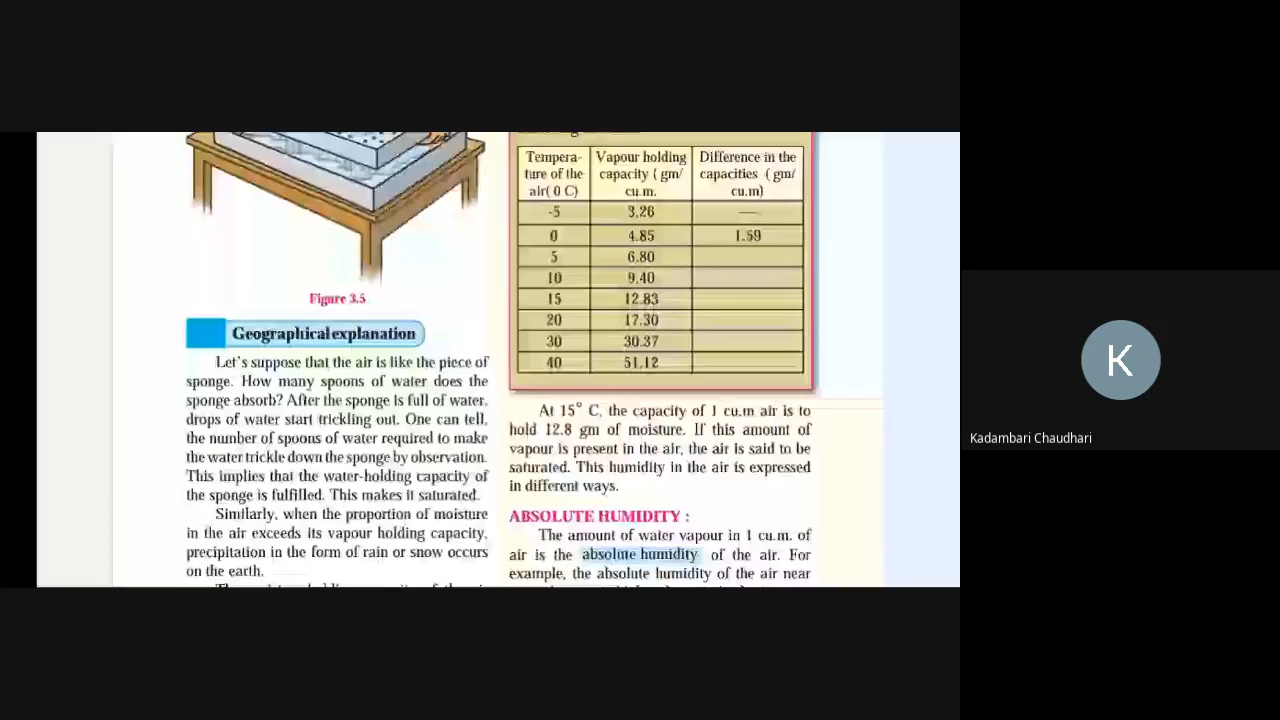 Figure 3.5
Geographical explanation
Let's suppose that the air is like the piece of
sponge. How many spoons of water does the
sponge absorb? After the sponge is full of water,
drops of water start trickling out. One can tell,
the number of spoons of water required to make
the water trickle down the sponge by observation.
This implies that the water-holding capacity of
the sponge is fulfilled. This makes it saturated.
Similarly, when the proportion of moisture
in the air exceeds its vapour holding capacity,
precipitation in the form of rain or snow occurs
on the earth.
Tempera- Vapour holding Difference in the
ture of the capacity ( gm/ capacities ( gm/
air( 0 C) cu.m. cu.m)
-5 3.26 —
0 4.85 1.59
5 6.80
10 9.40
15 12.83
20 17.30
30 30.37
40 51.12
At 15° C, the capacity of 1 cu.m air is to
hold 12.8 gm of moisture. If this amount of
vapour is present in the air, the air is said to be
saturated. This humidity in the air is expressed
in different ways.
ABSOLUTE HUMIDITY :
The amount of water vapour in 1 cu.m. of
air is the absolute humidity of the air. For
example, the absolute humidity of the air near
K
Kadambari Chaudhari